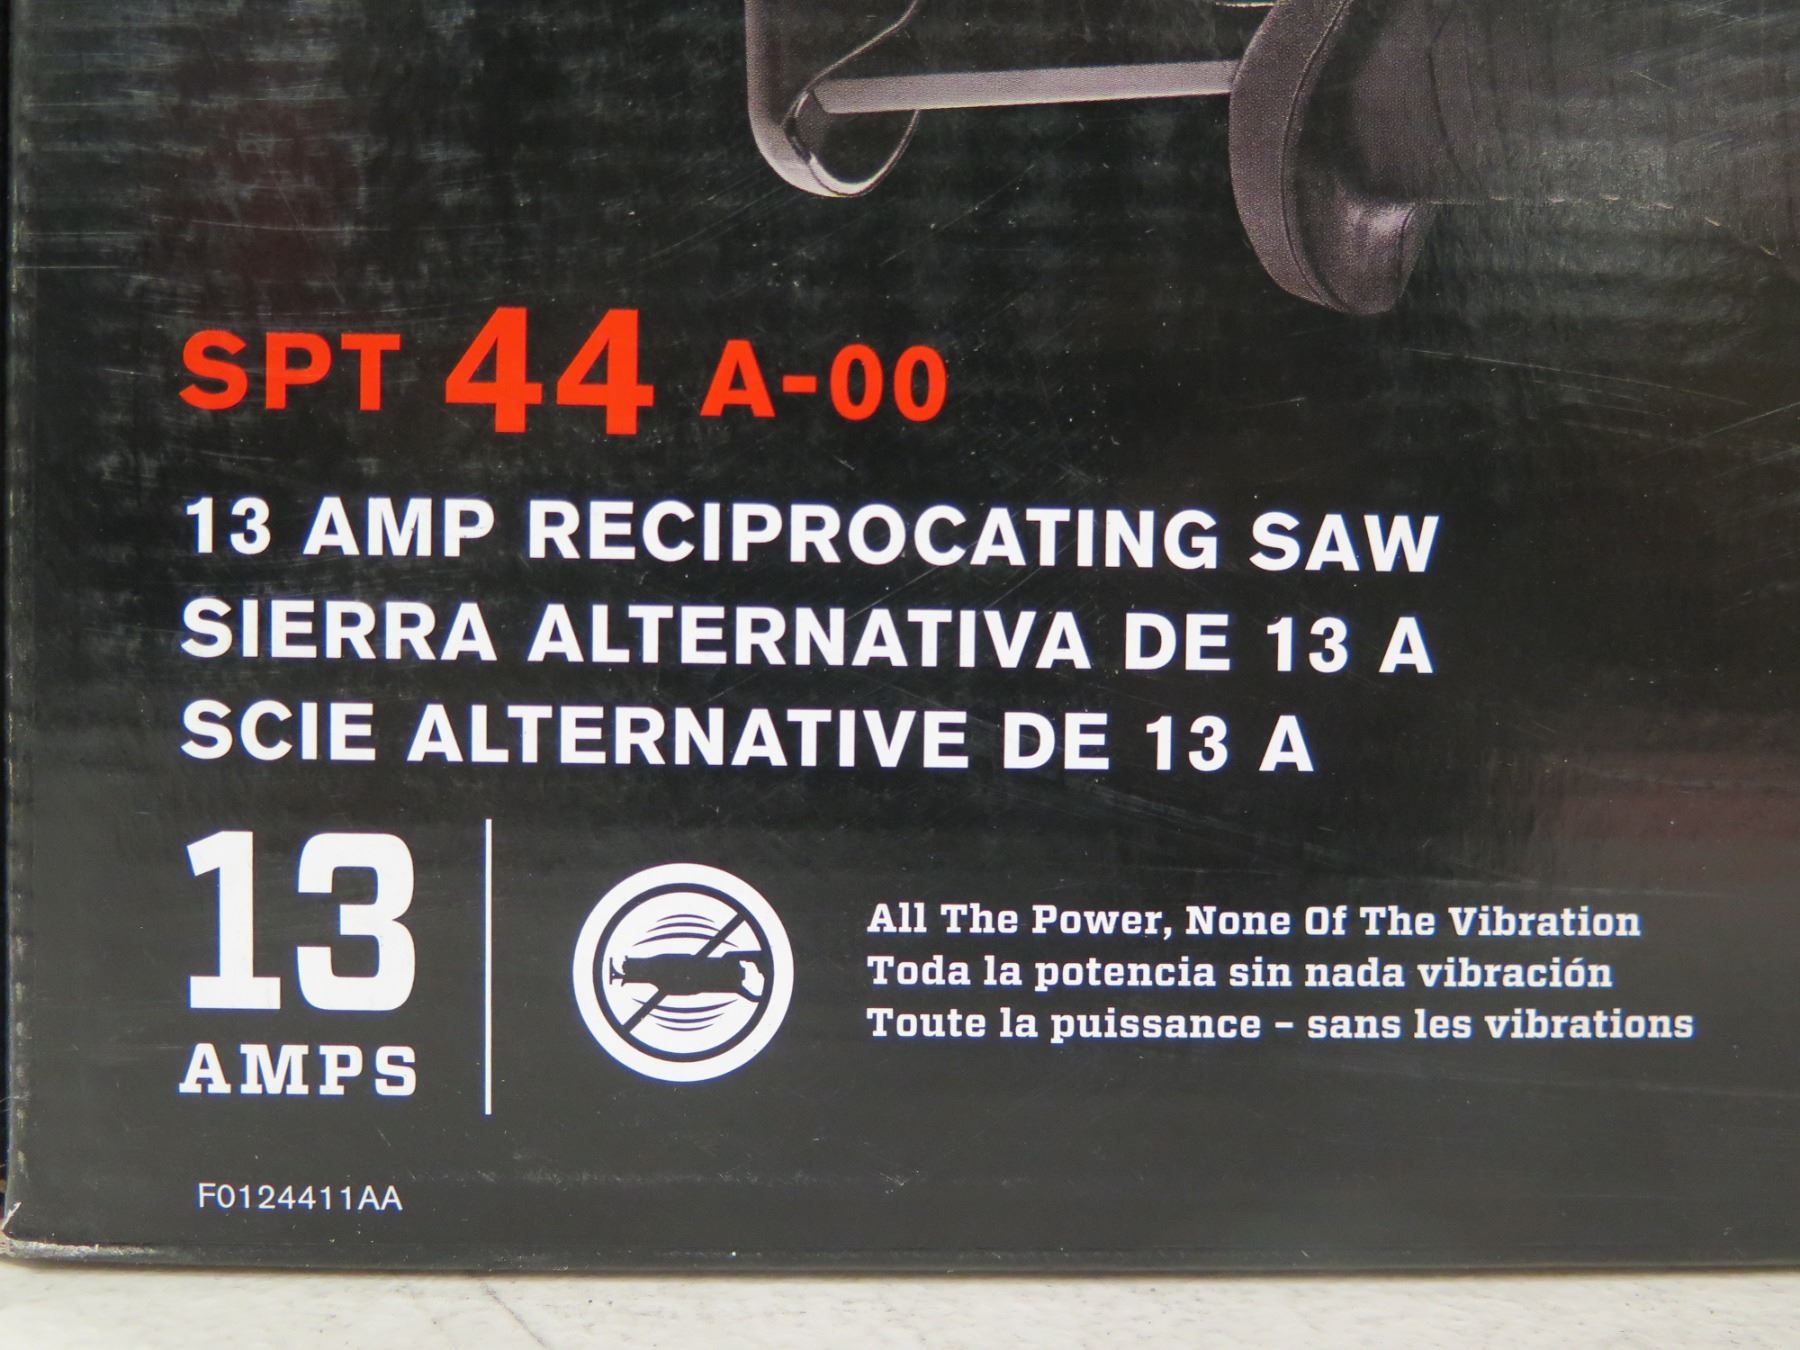 SPT 44 A-00
13 AMP RECIPROCATING SAW
SIERRA ALTERNATIVA DE 13 A
SCIE ALTERNATIVE DE 13 A
13
AMPS
All The Power, None Of The Vibration
Toda la potencia sin nada vibración
Toute la puissance – sans les vibrations
F0124411AA